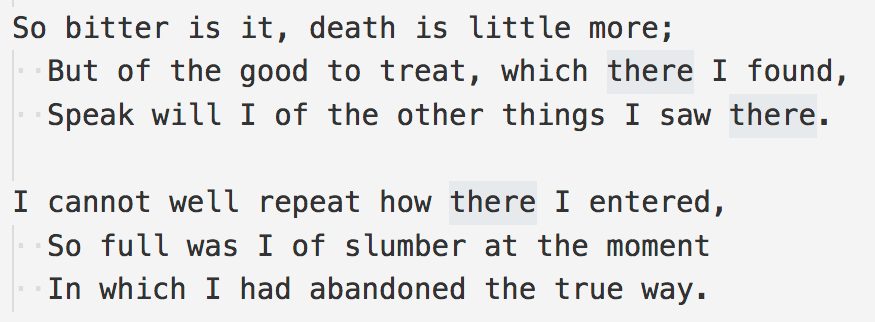 So bitter is it, death is little more;
But of the good to treat, which there I found,
Speak will I of the other things I saw there.

I cannot well repeat how there I entered,
So full was I of slumber at the moment
In which I had abandoned the true way.